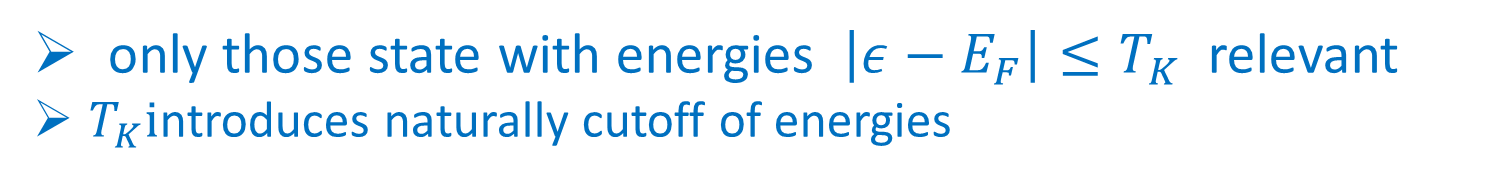 ➢ only those state with energies |ϵ − E_F| ≤ T_K relevant
➢ T_K introduces naturally cutoff of energies